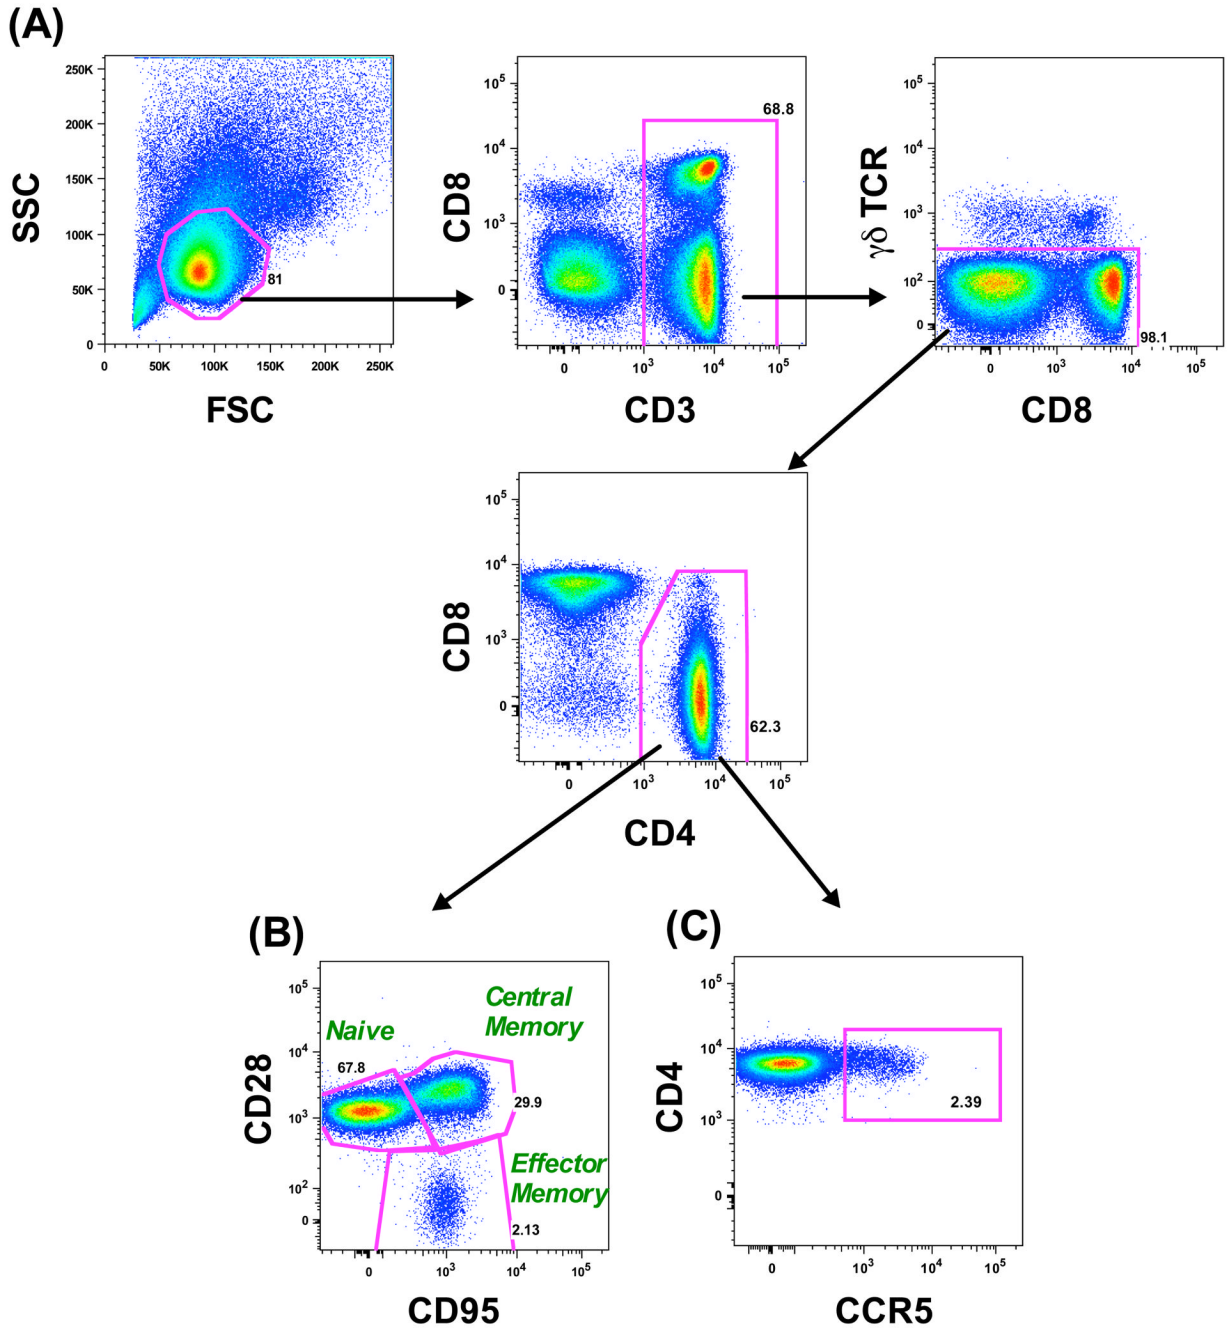 (A)
SSC
250K
200K
150K
100K
50K
0
0 50K 100K 150K 200K 250K
FSC
81
CD8
10^5
10^4
10^3
0
0 10^3 10^4 10^5
CD3
68.8
γδ TCR
10^5
10^4
10^3
10^2
0
0 10^3 10^4 10^5
CD8
98.1
CD8
10^5
10^4
10^3
0
0 10^3 10^4 10^5
CD4
62.3
(B)
CD28
10^5
10^4
10^3
10^2
0
0 10^3 10^4 10^5
CD95
Naive
67.8
Central
Memory
29.9
Effector
Memory
2.13
(C)
CD4
10^5
10^4
10^3
0
0 10^3 10^4 10^5
CCR5
2.39